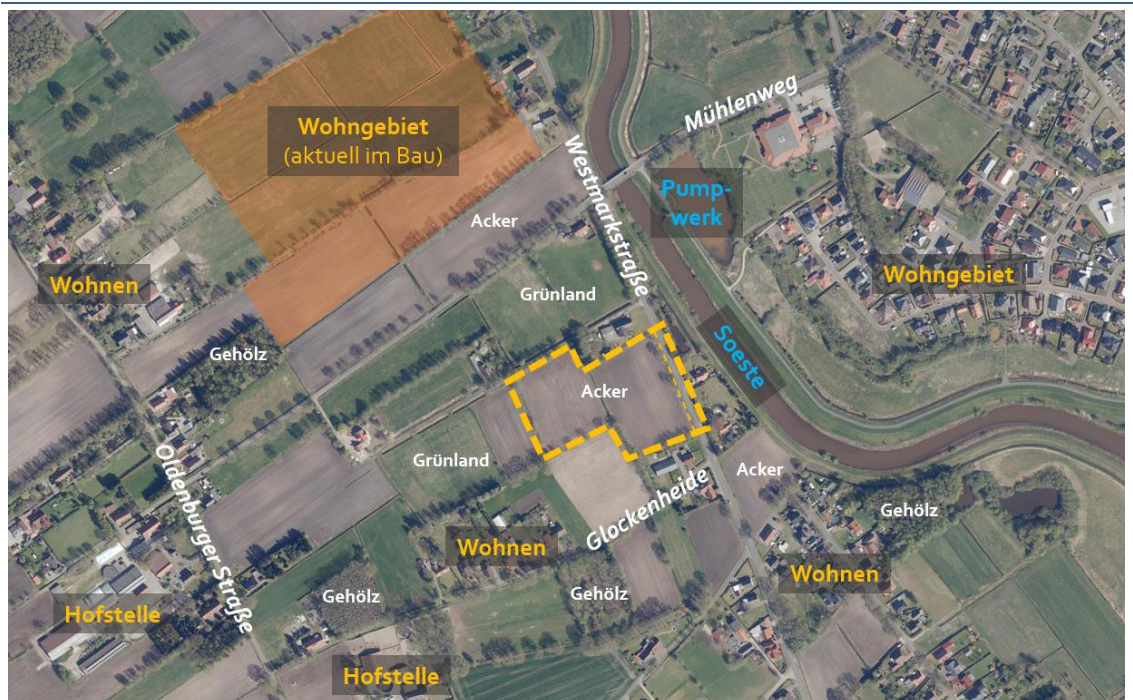 Mühlenweg
Wohngebiet
(aktuell im Bau)
Westmarkstraße
Pump-
werk
Acker
Wohngebiet
Wohnen
Grünland
Gehölz
Soeste
Acker
Grünland
Acker
Oldenburger Straße
Glockenheide
Gehölz
Wohnen
Wohnen
Gehölz
Gehölz
Hofstelle
Hofstelle